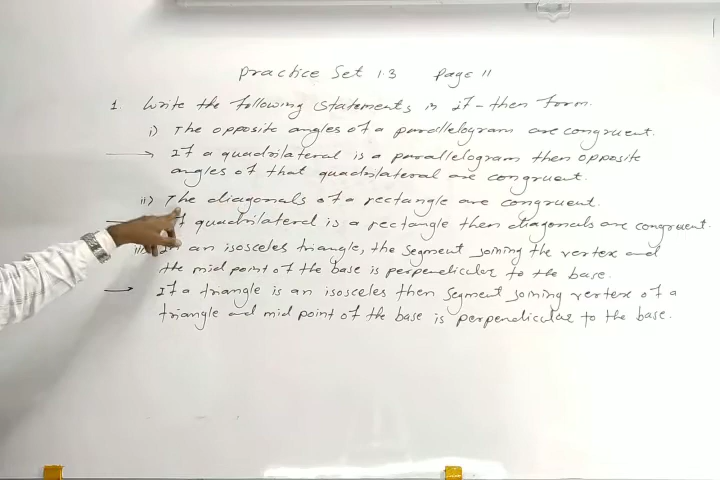 practice Set 1.3 page 11
1 Write the following statements in if-then form.
i) The opposite angles of a parallelogram are congruent.
→ If a quadrilateral is a parallelogram then opposite
angles of that quadrilateral are congruent.
ii) The diagonals of a rectangle are congruent.
If quadrilateral is a rectangle then diagonals are congruent.
In an isosceles triangle, the segment joining the vertex and
the mid point of the base is perpendicular to the base.
→ If a triangle is an isosceles then segment joining vertex of a
triangle and mid point of the base is perpendicular to the base.